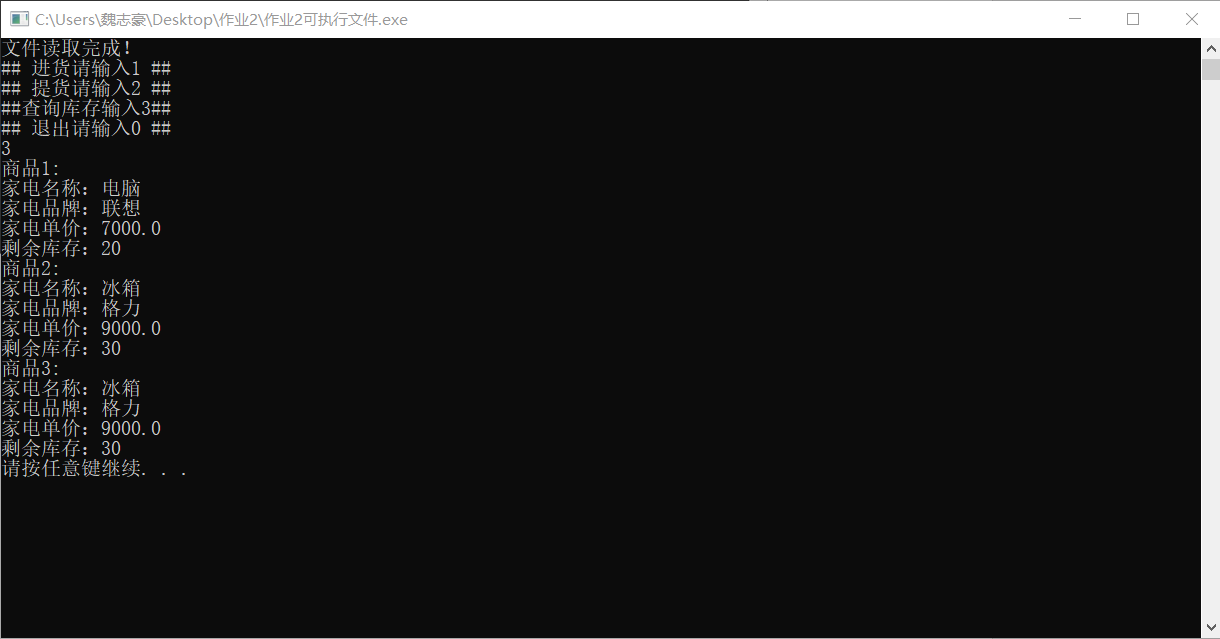 C:\Users\魏志豪\Desktop\作业2\作业2可执行文件.exe
文件读取完成！
## 进货请输入1 ##
## 提货请输入2 ##
##查询库存输入3##
## 退出请输入0 ##
3
商品1:
家电名称：电脑
家电品牌：联想
家电单价：7000.0
剩余库存：20
商品2:
家电名称：冰箱
家电品牌：格力
家电单价：9000.0
剩余库存：30
商品3:
家电名称：冰箱
家电品牌：格力
家电单价：9000.0
剩余库存：30
请按任意键继续. . .